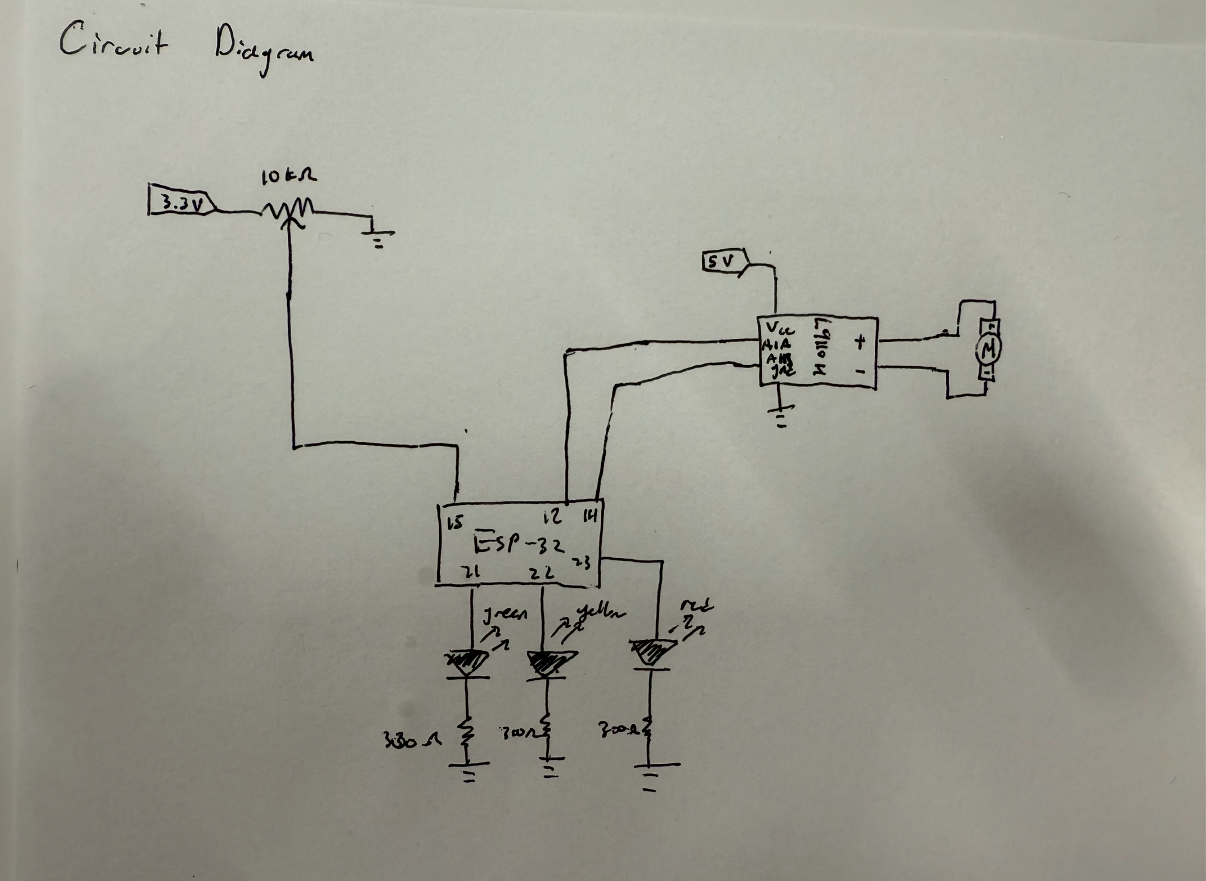 Circuit Diagram
10kΩ
3.3V
5V
Vcc
A1A
A1B
L9110H
+
-
M
15 12 14
ESP-32
23
21 22
green yellow red
330Ω 300Ω 300Ω